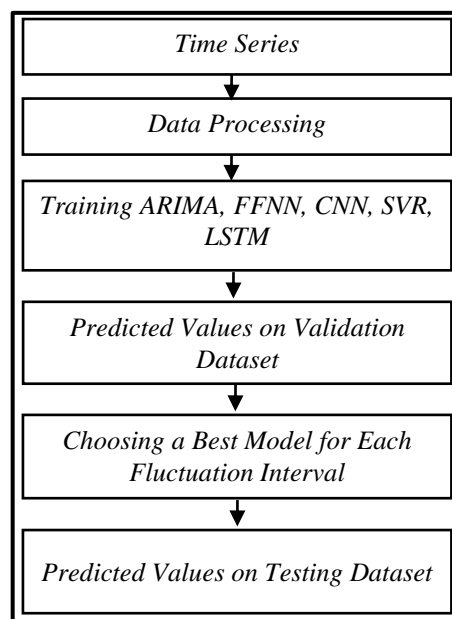 Time Series
Data Processing
Training ARIMA, FFNN, CNN, SVR,
LSTM
Predicted Values on Validation
Dataset
Choosing a Best Model for Each
Fluctuation Interval
Predicted Values on Testing Dataset